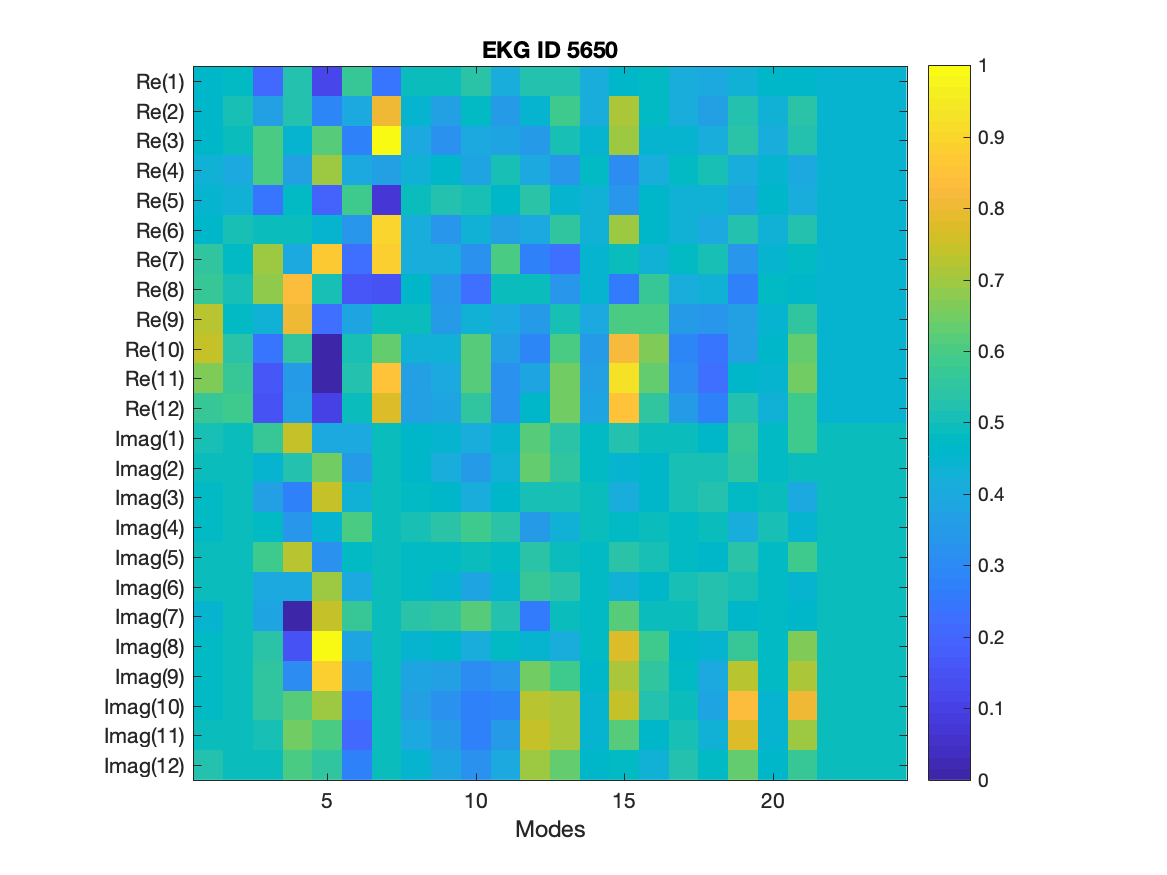 EKG ID 5650
Re(1)
Re(2)
Re(3)
Re(4)
Re(5)
Re(6)
Re(7)
Re(8)
Re(9)
Re(10)
Re(11)
Re(12)
Imag(1)
Imag(2)
Imag(3)
Imag(4)
Imag(5)
Imag(6)
Imag(7)
Imag(8)
Imag(9)
Imag(10)
Imag(11)
Imag(12)
5 10 15 20
Modes
1
0.9
0.8
0.7
0.6
0.5
0.4
0.3
0.2
0.1
0